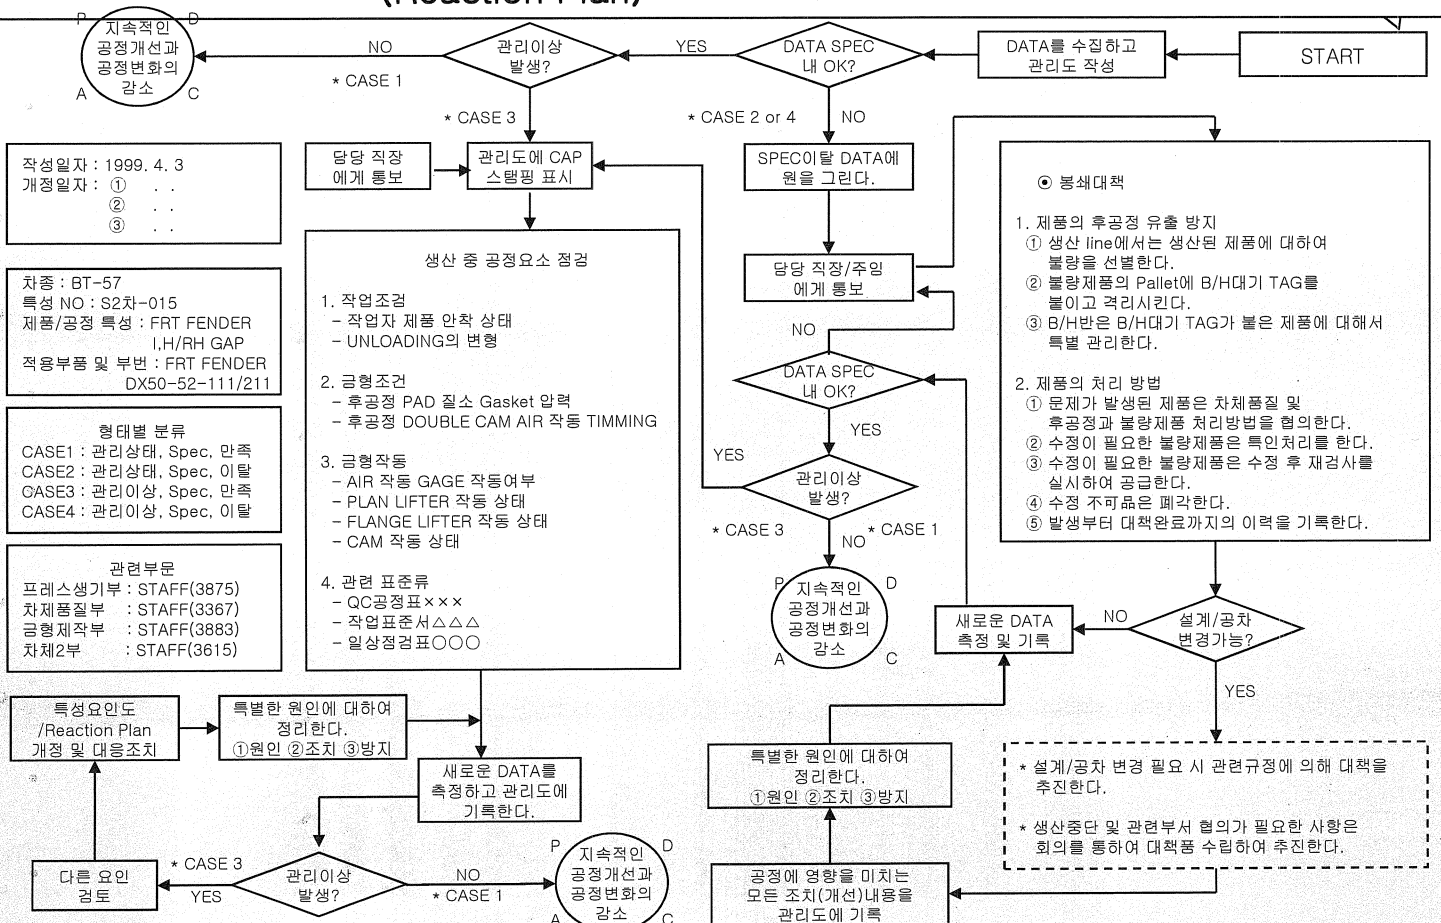 (Reaction Plan)
START
DATA를 수집하고
관리도 작성
DATA SPEC
내 OK?
YES
관리이상
발생?
NO
* CASE 1
P
D
지속적인
공정개선과
공정변화의
감소
A
C
* CASE 3
* CASE 2 or 4
NO
담당 직장
에게 통보
관리도에 CAP
스탬핑 표시
SPEC이탈 DATA에
원을 그린다.
담당 직장/주임
에게 통보
작성일자 : 1999. 4. 3
개정일자 : ① . .
② . .
③ . .
차종 : BT-57
특성 NO : S2차-015
제품/공정 특성 : FRT FENDER
I,H/RH GAP
적용부품 및 부번 : FRT FENDER
DX50-52-111/211
형태별 분류
CASE1 : 관리상태, Spec, 만족
CASE2 : 관리상태, Spec, 이탈
CASE3 : 관리이상, Spec, 만족
CASE4 : 관리이상, Spec, 이탈
관련부문
프레스생기부 : STAFF(3875)
차제품질부 : STAFF(3367)
금형제작부 : STAFF(3883)
차체2부 : STAFF(3615)
생산 중 공정요소 점검
1. 작업조검
- 작업자 제품 안착 상태
- UNLOADING의 변형
2. 금형조건
- 후공정 PAD 질소 Gasket 압력
- 후공정 DOUBLE CAM AIR 작동 TIMMING
3. 금형작동
- AIR 작동 GAGE 작동여부
- PLAN LIFTER 작동 상태
- FLANGE LIFTER 작동 상태
- CAM 작동 상태
4. 관련 표준류
- QC공정표×××
- 작업표준서△△△
- 일상점검표○○○
NO
DATA SPEC
내 OK?
YES
YES
관리이상
발생?
* CASE 3
NO
* CASE 1
P
D
지속적인
공정개선과
공정변화의
감소
A
C
◉ 봉쇄대책
1. 제품의 후공정 유출 방지
① 생산 line에서는 생산된 제품에 대하여
불량을 선별한다.
② 불량제품의 Pallet에 B/H대기 TAG를
붙이고 격리시킨다.
③ B/H반은 B/H대기 TAG가 붙은 제품에 대해서
특별 관리한다.
2. 제품의 처리 방법
① 문제가 발생된 제품은 차체품질 및
후공정과 불량제품 처리방법을 협의한다.
② 수정이 필요한 불량제품은 특인처리를 한다.
③ 수정이 필요한 불량제품은 수정 후 재검사를
실시하여 공급한다.
④ 수정 不可品은 폐각한다.
⑤ 발생부터 대책완료까지의 이력을 기록한다.
설계/공차
변경가능?
NO
새로운 DATA
측정 및 기록
YES
* 설계/공차 변경 필요 시 관련규정에 의해 대책을
추진한다.
* 생산중단 및 관련부서 협의가 필요한 사항은
회의를 통하여 대책품 수립하여 추진한다.
공정에 영향을 미치는
모든 조치(개선)내용을
관리도에 기록
특별한 원인에 대하여
정리한다.
①원인 ②조치 ③방지
특성요인도
/Reaction Plan
개정 및 대응조치
특별한 원인에 대하여
정리한다.
①원인 ②조치 ③방지
새로운 DATA를
측정하고 관리도에
기록한다.
다른 요인
검토
* CASE 3
YES
관리이상
발생?
NO
* CASE 1
P
D
지속적인
공정개선과
공정변화의
감소
A
C